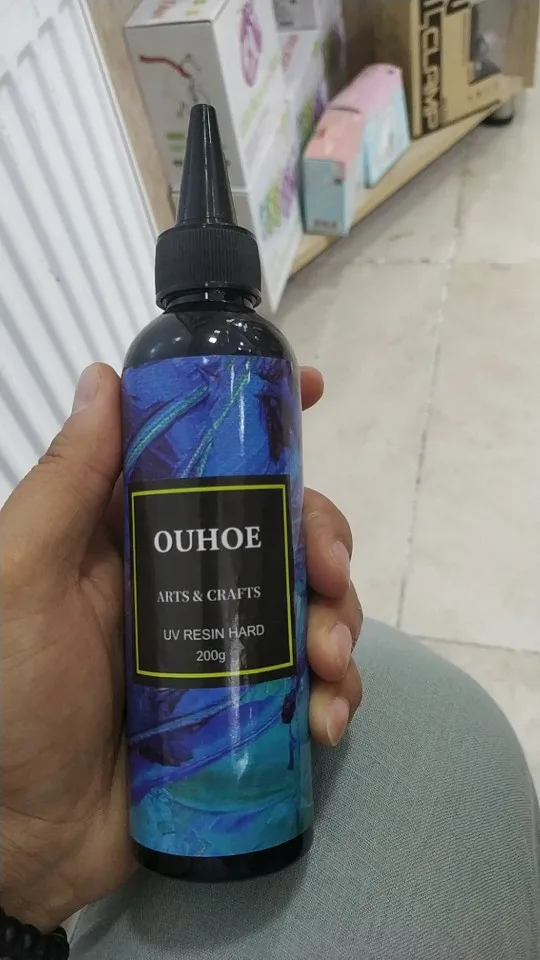 OUHOE
ARTS & CRAFTS
UV RESIN HARD
200g